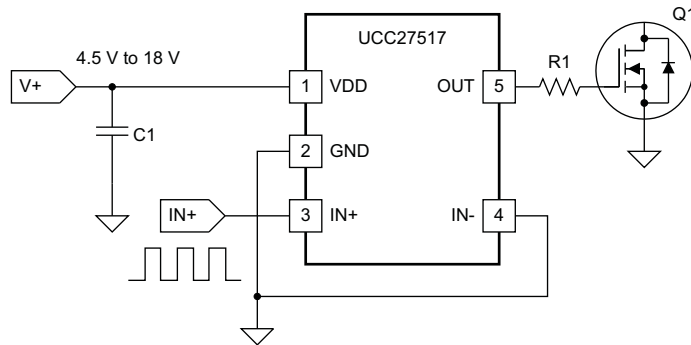 Q1
UCC27517
4.5 V to 18 V
R1
V+
1 VDD
OUT 5
C1
2 GND
IN+
3 IN+
IN- 4